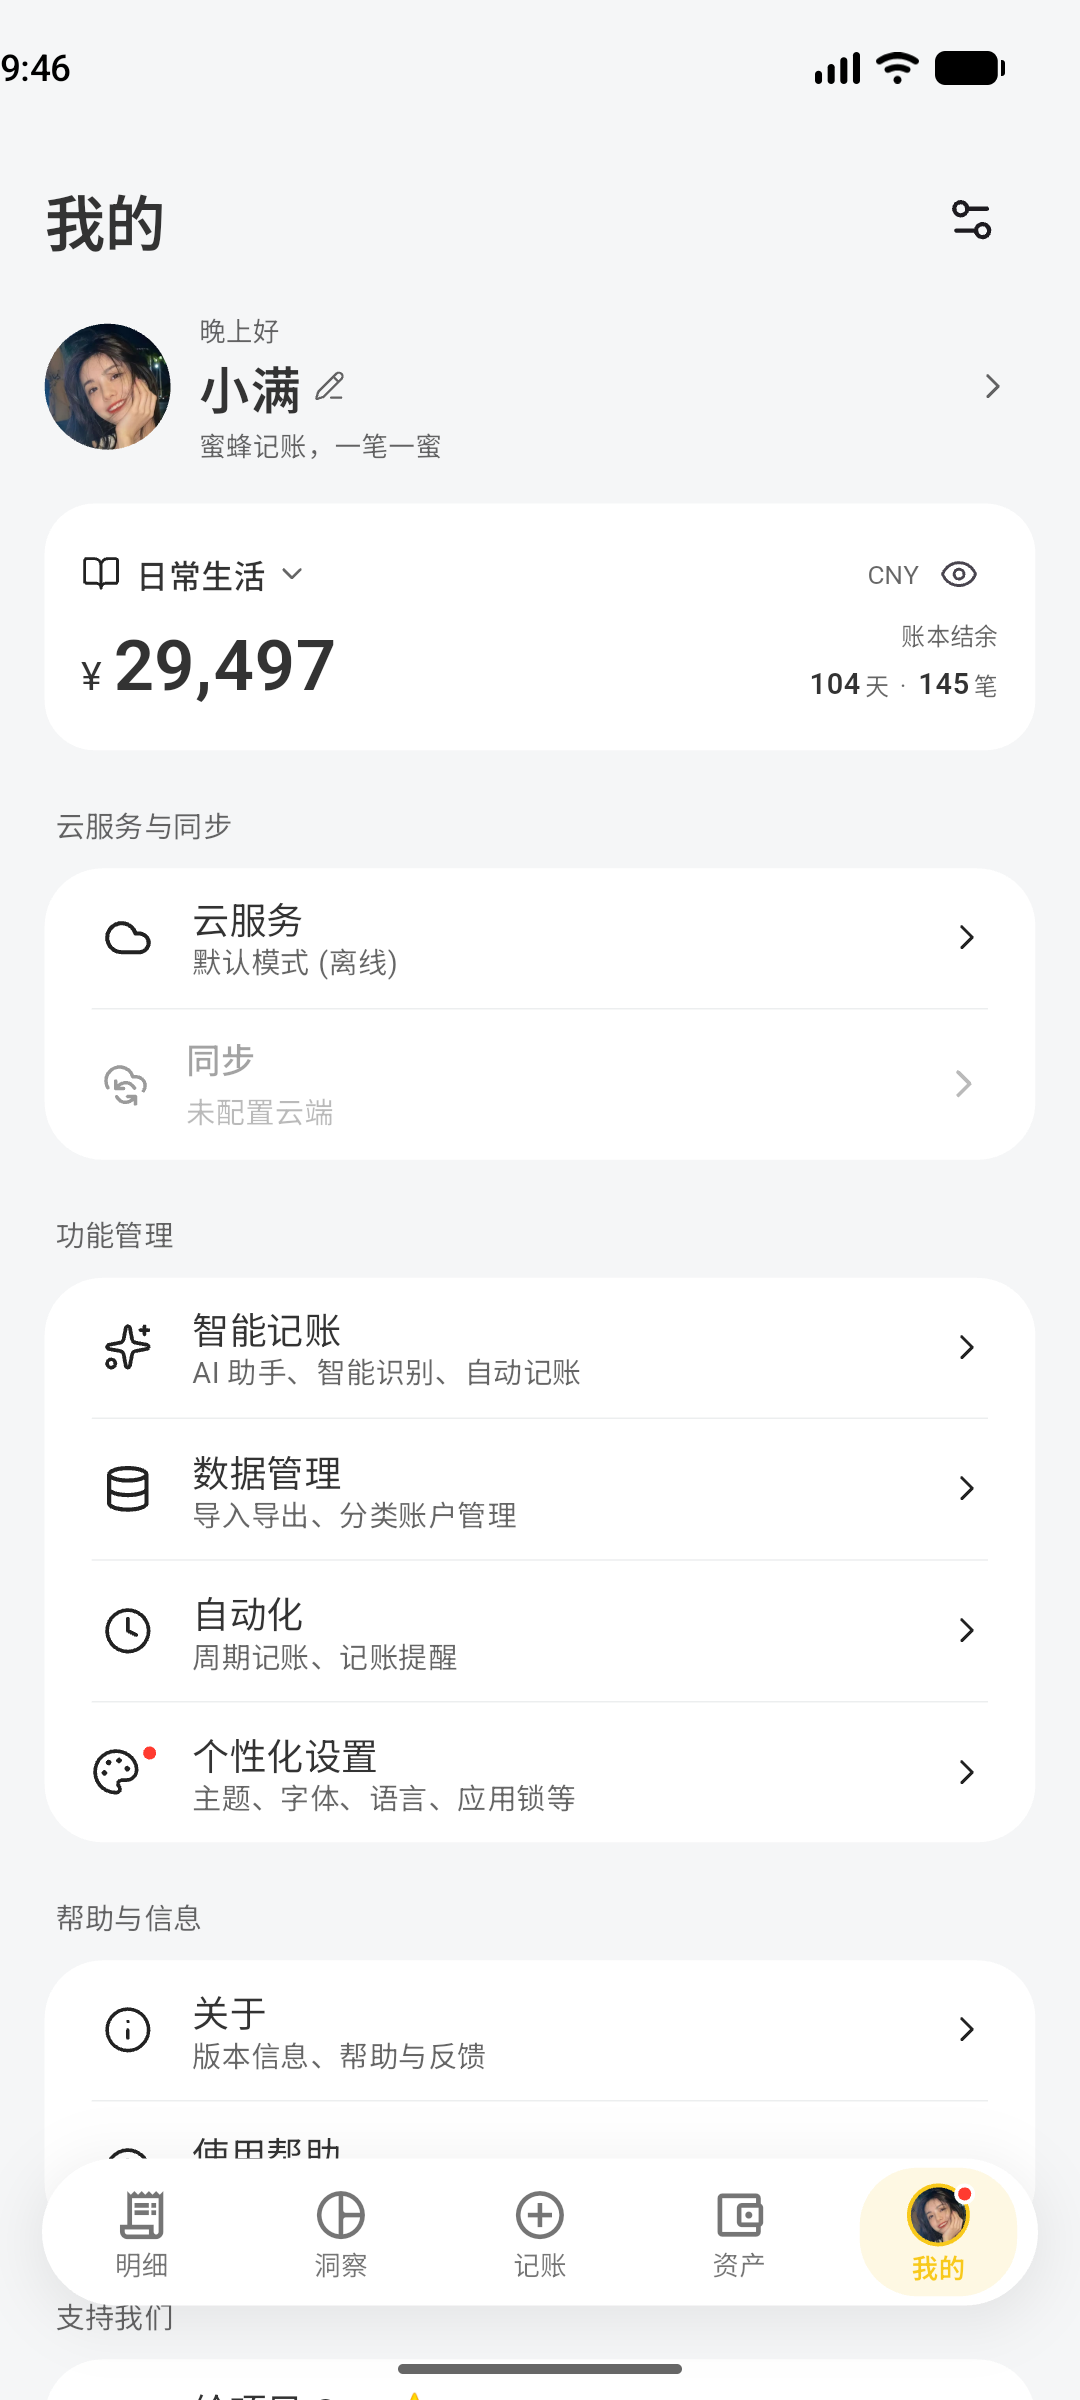 9:46
我的
晚上好
小满
蜜蜂记账，一笔一蜜
日常生活
CNY
¥ 29,497
账本结余
104 天 · 145 笔
云服务与同步
云服务
默认模式 (离线)
同步
未配置云端
功能管理
智能记账
AI 助手、智能识别、自动记账
数据管理
导入导出、分类账户管理
自动化
周期记账、记账提醒
个性化设置
主题、字体、语言、应用锁等
帮助与信息
关于
版本信息、帮助与反馈
使用帮助
明细
洞察
记账
资产
我的
支持我们